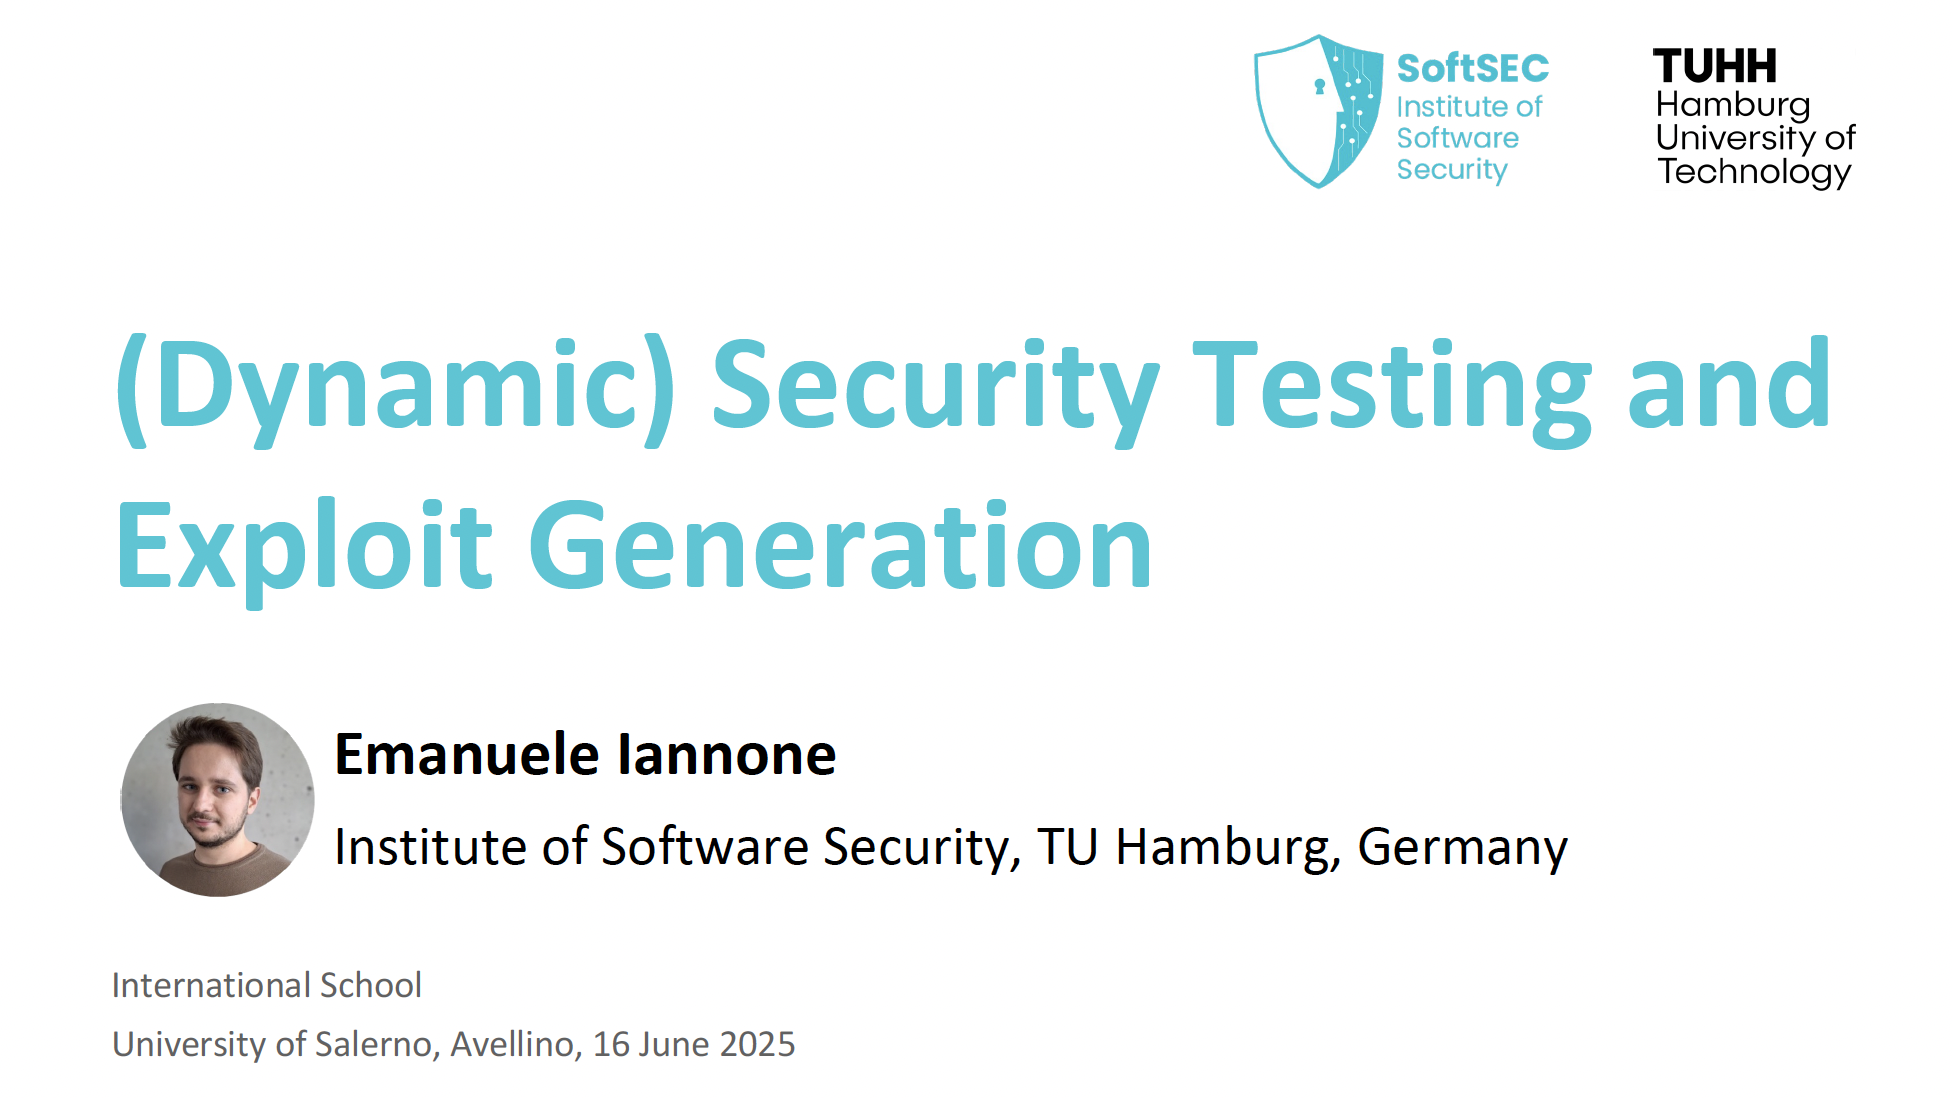 SoftSEC
Institute of
Software
Security
TUHH
Hamburg
University of
Technology
(Dynamic) Security Testing and
Exploit Generation
Emanuele Iannone
Institute of Software Security, TU Hamburg, Germany
International School
University of Salerno, Avellino, 16 June 2025